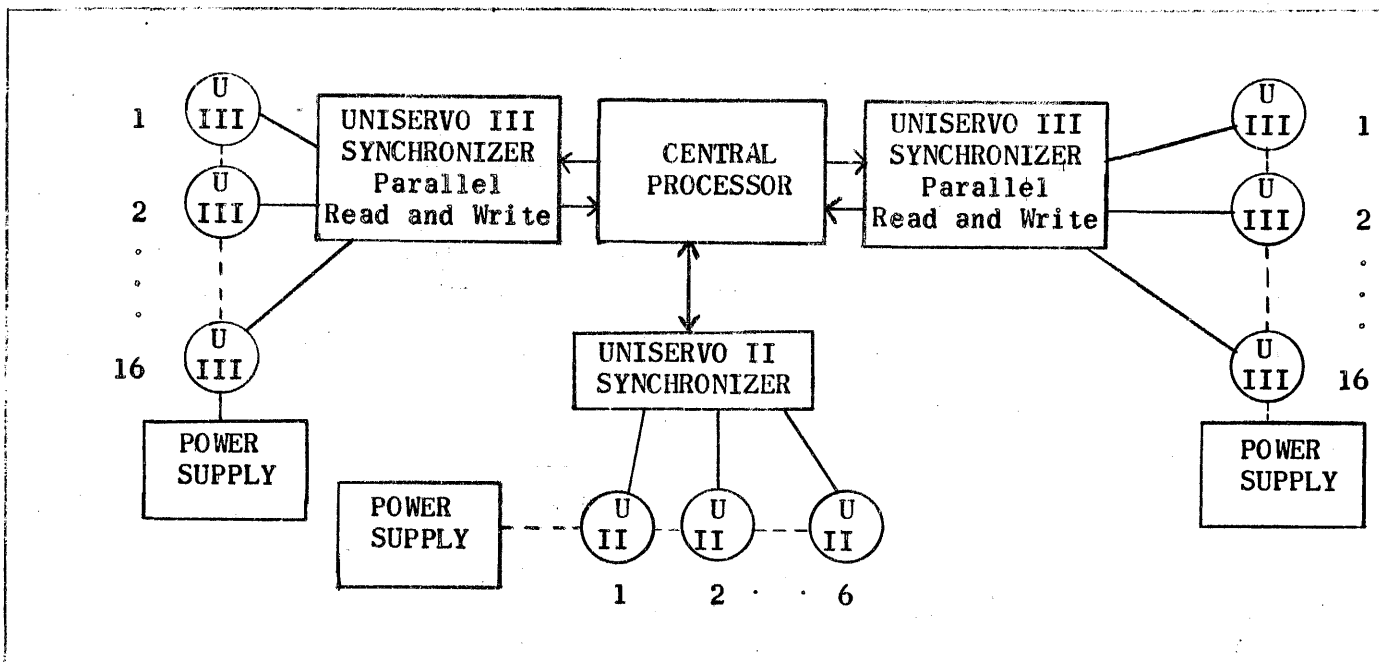 1
U
III
2
U
III
16
U
III
POWER
SUPPLY
UNISERVO III
SYNCHRONIZER
Parallel
Read and Write
CENTRAL
PROCESSOR
UNISERVO III
SYNCHRONIZER
Parallel
Read and Write
U
III
1
U
III
2
U
III
16
POWER
SUPPLY
UNISERVO II
SYNCHRONIZER
POWER
SUPPLY
U
II
U
II
U
II
1 2 · · 6